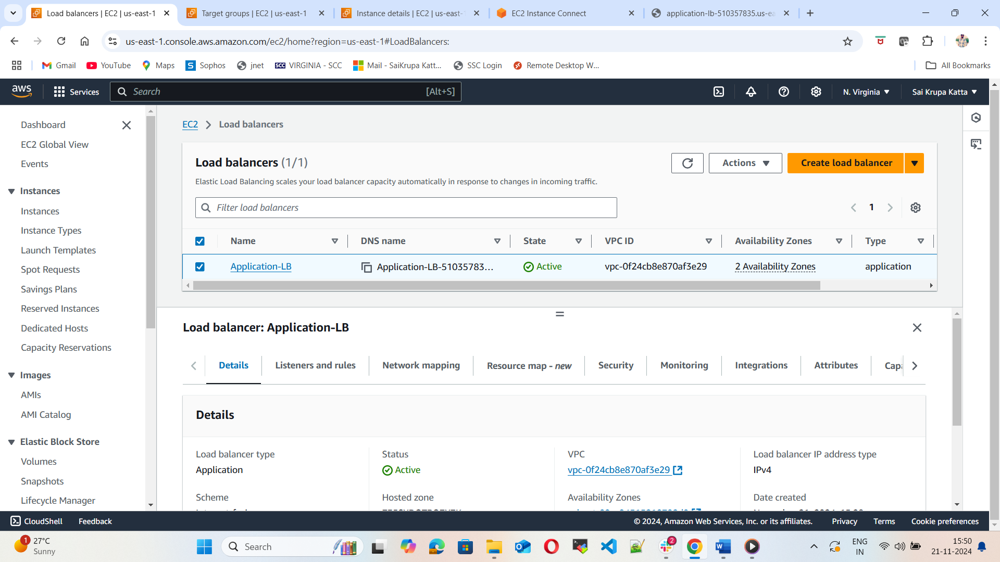 Load balancers | EC2 | us-east-1
Target groups | EC2 | us-east-1
Instance details | EC2 | us-east-
EC2 Instance Connect
application-lb-510357835.us-ea
us-east-1.console.aws.amazon.com/ec2/home?region=us-east-1#LoadBalancers:
Gmail
YouTube
Maps
S Sophos
jnet
SCC VIRGINIA - SCC
Mail - SaiKrupa Katt...
SSC Login
Remote Desktop W...
All Bookmarks
aws
Services
Search
[Alt+S]
N. Virginia
Sai Krupa Katta
Dashboard
EC2 Global View
Events
Instances
Instances
Instance Types
Launch Templates
Spot Requests
Savings Plans
Reserved Instances
Dedicated Hosts
Capacity Reservations
Images
AMIs
AMI Catalog
Elastic Block Store
Volumes
Snapshots
Lifecycle Manager
EC2 > Load balancers
Load balancers (1/1)
Actions
Create load balancer
Elastic Load Balancing scales your load balancer capacity automatically in response to changes in incoming traffic.
Filter load balancers
1
Name
DNS name
State
VPC ID
Availability Zones
Type
Application-LB
Application-LB-51035783...
Active
vpc-0f24cb8e870af3e29
2 Availability Zones
application
Load balancer: Application-LB
Details
Listeners and rules
Network mapping
Resource map - new
Security
Monitoring
Integrations
Attributes
Capa
Details
Load balancer type
Application
Status
Active
VPC
vpc-0f24cb8e870af3e29
Load balancer IP address type
IPv4
Scheme
Hosted zone
Availability Zones
Date created
CloudShell
Feedback
© 2024, Amazon Web Services, Inc. or its affiliates.
Privacy
Terms
Cookie preferences
1
27°C
Sunny
Search
2
ENG
IN
15:50
21-11-2024